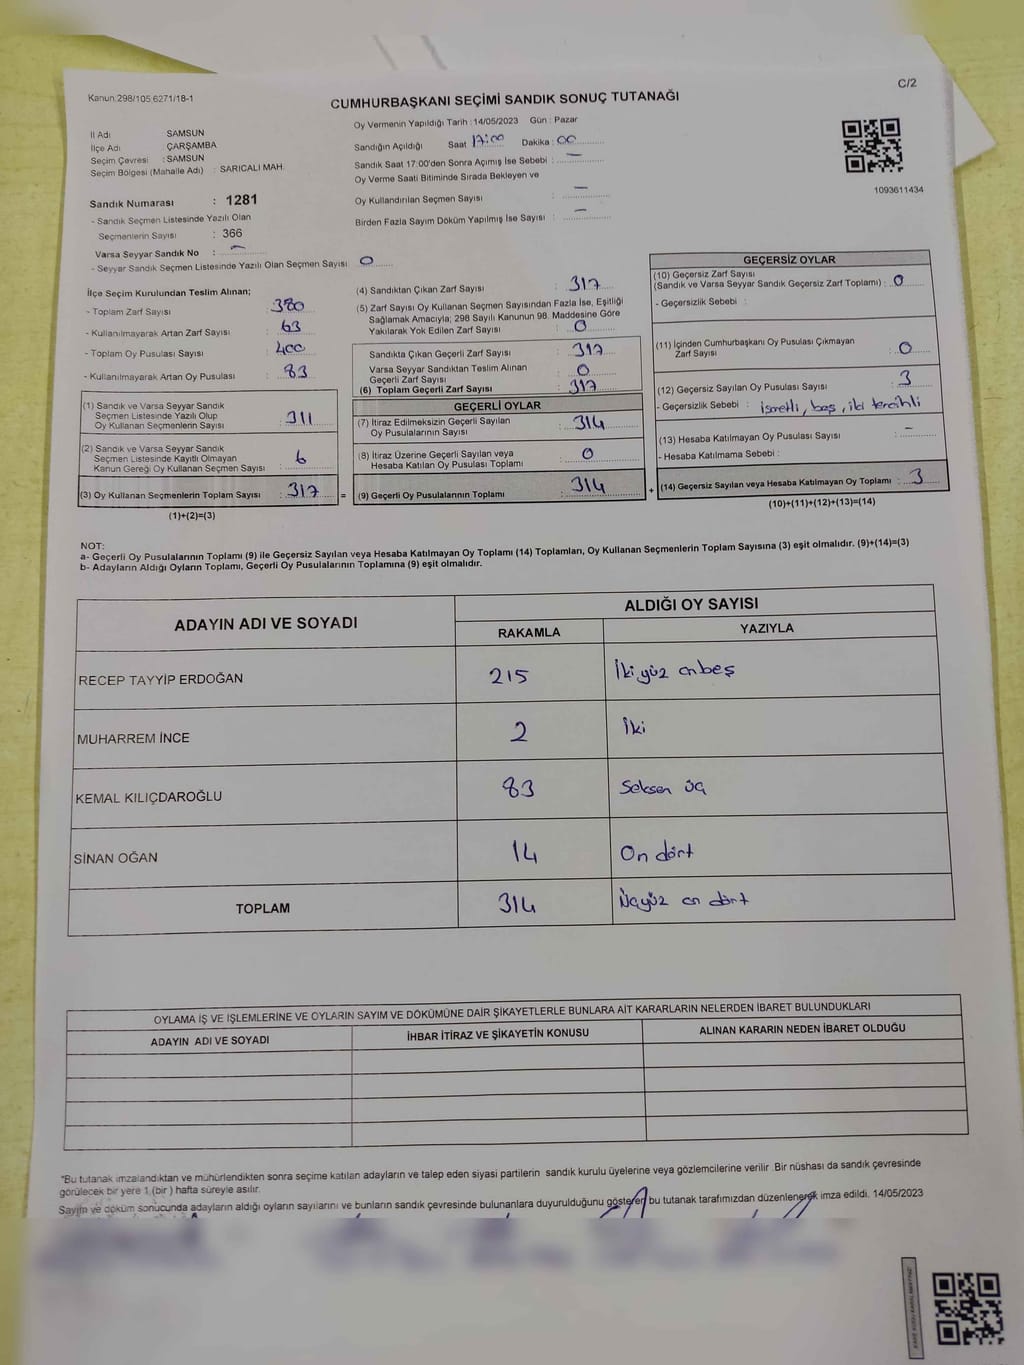 C/2
Kanun 298/105 6271/18-1
CUMHURBAŞKANI SEÇİMİ SANDIK SONUÇ TUTANAĞI
İl Adı SAMSUN
İlçe Adı ÇARŞAMBA
Seçim Çevresi : SAMSUN
Seçim Bölgesi (Mahalle Adı) : SARICALI MAH.
Sandık Numarası : 1281
- Sandık Seçmen Listesinde Yazılı Olan
Seçmenlerin Sayısı : 366
Varsa Seyyar Sandık No : -
- Seyyar Sandık Seçmen Listesinde Yazılı Olan Seçmen Sayısı 0
Oy Vermenin Yapıldığı Tarih : 14/05/2023 Gün : Pazar
Sandığın Açıldığı Saat 17:00 Dakika : 00
Sandık Saat 17:00'den Sonra Açımış İse Sebebi : -
Oy Verme Saati Bitiminde Sırada Bekleyen ve
Oy Kullandırılan Seçmen Sayısı : -
Birden Fazla Sayım Döküm Yapılmış İse Sayısı : -
1093611434
İlçe Seçim Kurulundan Teslim Alınan;
- Toplam Zarf Sayısı : 380
- Kullanılmayarak Artan Zarf Sayısı : 63
- Toplam Oy Pusulası Sayısı : 400
- Kullanılmayarak Artan Oy Pusulası : 83
(1) Sandık ve Varsa Seyyar Sandık
Seçmen Listesinde Yazılı Olup
Oy Kullanan Seçmenlerin Sayısı : 311
(2) Sandık ve Varsa Seyyar Sandık
Seçmen Listesinde Kayıtlı Olmayan
Kanun Gereği Oy Kullanan Seçmen Sayısı : 6
(3) Oy Kullanan Seçmenlerin Toplam Sayısı : 317 =
(1)+(2)=(3)
(4) Sandıktan Çıkan Zarf Sayısı : 317
(5) Zarf Sayısı Oy Kullanan Seçmen Sayısından Fazla İse, Eşitliği
Sağlamak Amacıyla; 298 Sayılı Kanunun 98. Maddesine Göre
Yakılarak Yok Edilen Zarf Sayısı : 0
Sandıkta Çıkan Geçerli Zarf Sayısı : 317
Varsa Seyyar Sandıktan Teslim Alınan
Geçerli Zarf Sayısı : 0
(6) Toplam Geçerli Zarf Sayısı : 317
GEÇERLİ OYLAR
(7) İtiraz Edilmeksizin Geçerli Sayılan
Oy Pusulalarının Sayısı : 314
(8) İtiraz Üzerine Geçerli Sayılan veya
Hesaba Katılan Oy Pusulası Toplamı : 0
(9) Geçerli Oy Pusulalarının Toplamı : 314 +
GEÇERSİZ OYLAR
(10) Geçersiz Zarf Sayısı
(Sandık ve Varsa Seyyar Sandık Geçersiz Zarf Toplamı) : 0
- Geçersizlik Sebebi :
(11) İçinden Cumhurbaşkanı Oy Pusulası Çıkmayan
Zarf Sayısı : 0
(12) Geçersiz Sayılan Oy Pusulası Sayısı : 3
- Geçersizlik Sebebi : isretli, boş, iki tercihli
(13) Hesaba Katılmayan Oy Pusulası Sayısı : -
- Hesaba Katılmama Sebebi :
(14) Geçersiz Sayılan veya Hesaba Katılmayan Oy Toplamı : 3
(10)+(11)+(12)+(13)=(14)
NOT:
a- Geçerli Oy Pusulalarının Toplamı (9) ile Geçersiz Sayılan veya Hesaba Katılmayan Oy Toplamı (14) Toplamları, Oy Kullanan Seçmenlerin Toplam Sayısına (3) eşit olmalıdır. (9)+(14)=(3)
b- Adayların Aldığı Oyların Toplamı, Geçerli Oy Pusulalarının Toplamına (9) eşit olmalıdır.
ADAYIN ADI VE SOYADI ALDIĞI OY SAYISI
RAKAMLA YAZIYLA
RECEP TAYYİP ERDOĞAN 215 İki yüz onbeş
MUHARREM İNCE 2 İki
KEMAL KILIÇDAROĞLU 83 Seksen üç
SİNAN OĞAN 14 On dört
TOPLAM 314 Üçyüz on dört
OYLAMA İŞ VE İŞLEMLERİNE VE OYLARIN SAYIM VE DÖKÜMÜNE DAİR ŞİKAYETLERLE BUNLARA AİT KARARLARIN NELERDEN İBARET BULUNDUKLARI
ADAYIN ADI VE SOYADI İHBAR İTİRAZ VE ŞİKAYETİN KONUSU ALINAN KARARIN NEDEN İBARET OLDUĞU
*Bu tutanak imzalandıktan ve mühürlendikten sonra seçime katılan adayların ve talep eden siyasi partilerin sandık kurulu üyelerine veya gözlemcilerine verilir. Bir nüshası da sandık çevresinde
görülecek bir yere 1 (bir) hafta süreyle asılır.
Sayım ve döküm sonucunda adayların aldığı oyların sayılarını ve bunların sandık çevresinde bulunanlara duyurulduğunu gösteren bu tutanak tarafımızdan düzenlenerek imza edildi. 14/05/2023